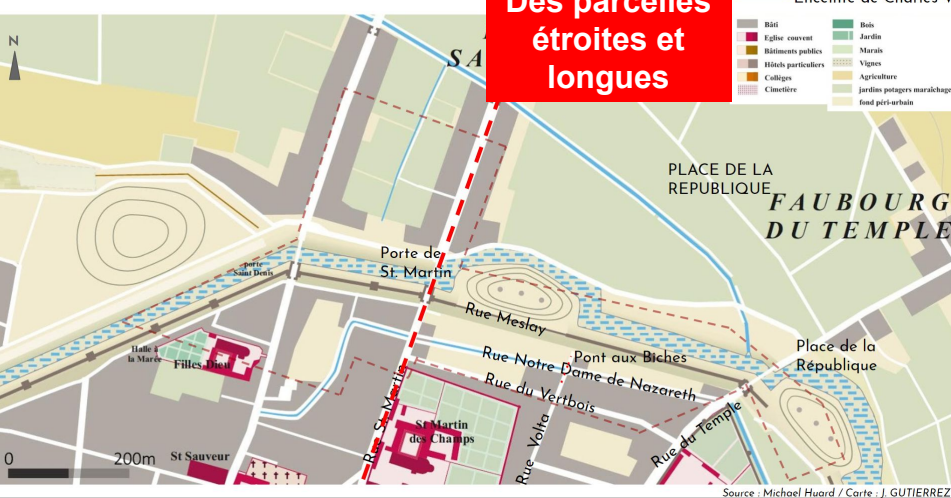 Des parcelles
étroites et
longues
N
SA
Bâti
Eglise couvent
Bâtiments publics
Hôtels particuliers
Collèges
Cimetière
Bois
Jardin
Marais
Vignes
Agriculture
jardins potagers maraîchage
fond péri-urbain
PLACE DE LA
REPUBLIQUE
FAUBOURG
DU TEMPLE
Porte de
St. Martin
porte
Saint Denis
Rue Meslay
Halle à
la Marée
Filles Dieu
Rue Notre Dame de Nazareth
Pont aux Biches
Place de la
République
Rue du Vertbois
Rue St. Martin
St Martin
des Champs
Rue Volta
Rue du Temple
St Sauveur
0 200m
Source : Michael Huard / Carte : J. GUTIERREZ